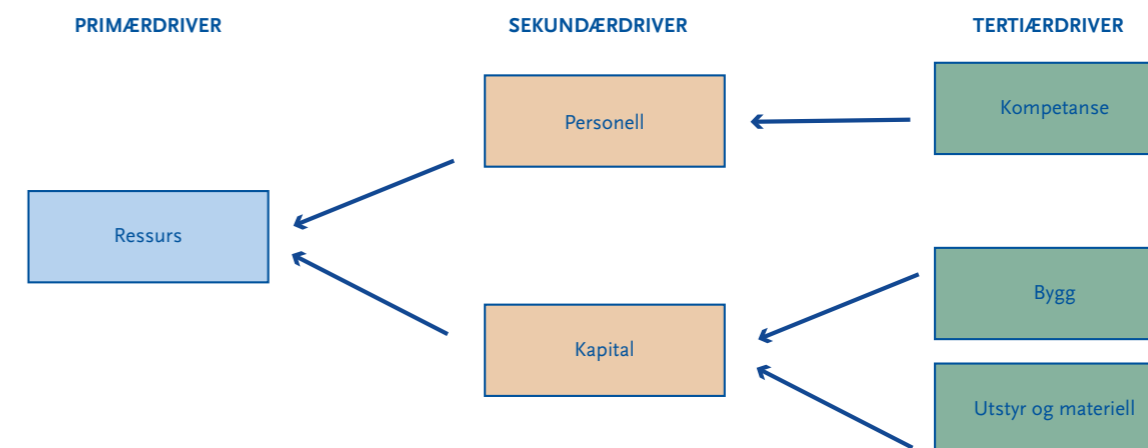 PRIMÆRDRIVER
SEKUNDÆRDRIVER
TERTIÆRDRIVER
Ressurs
Personell
Kapital
Kompetanse
Bygg
Utstyr og materiell